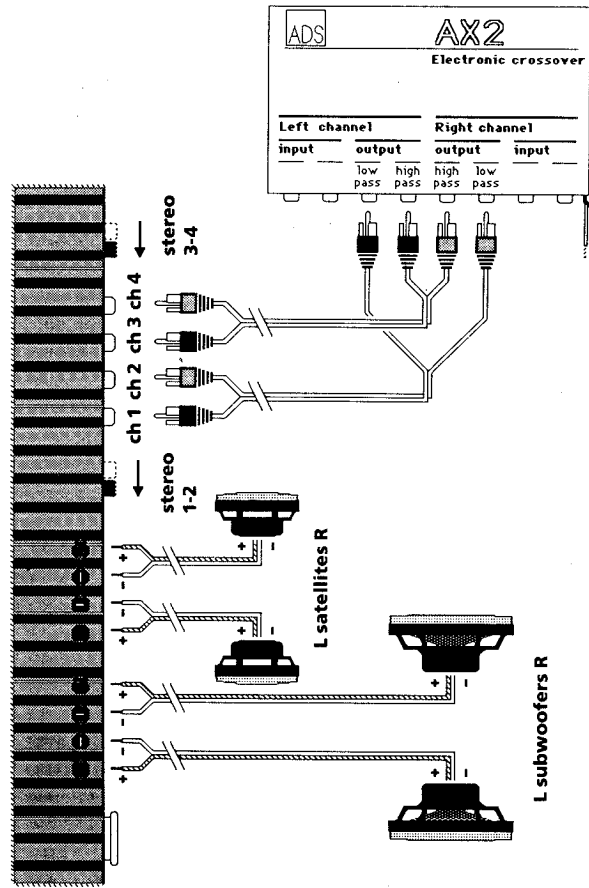 ADS
AX2
Electronic crossover
Left channel
Right channel
input
output
output
input
low pass
high pass
high pass
low pass
stereo
3-4
ch 1 ch 2 ch 3 ch 4
stereo
1-2
+ - - +
+ - - +
+ -
+ -
L satellites R
+ - - +
+ -
+ -
L subwoofers R